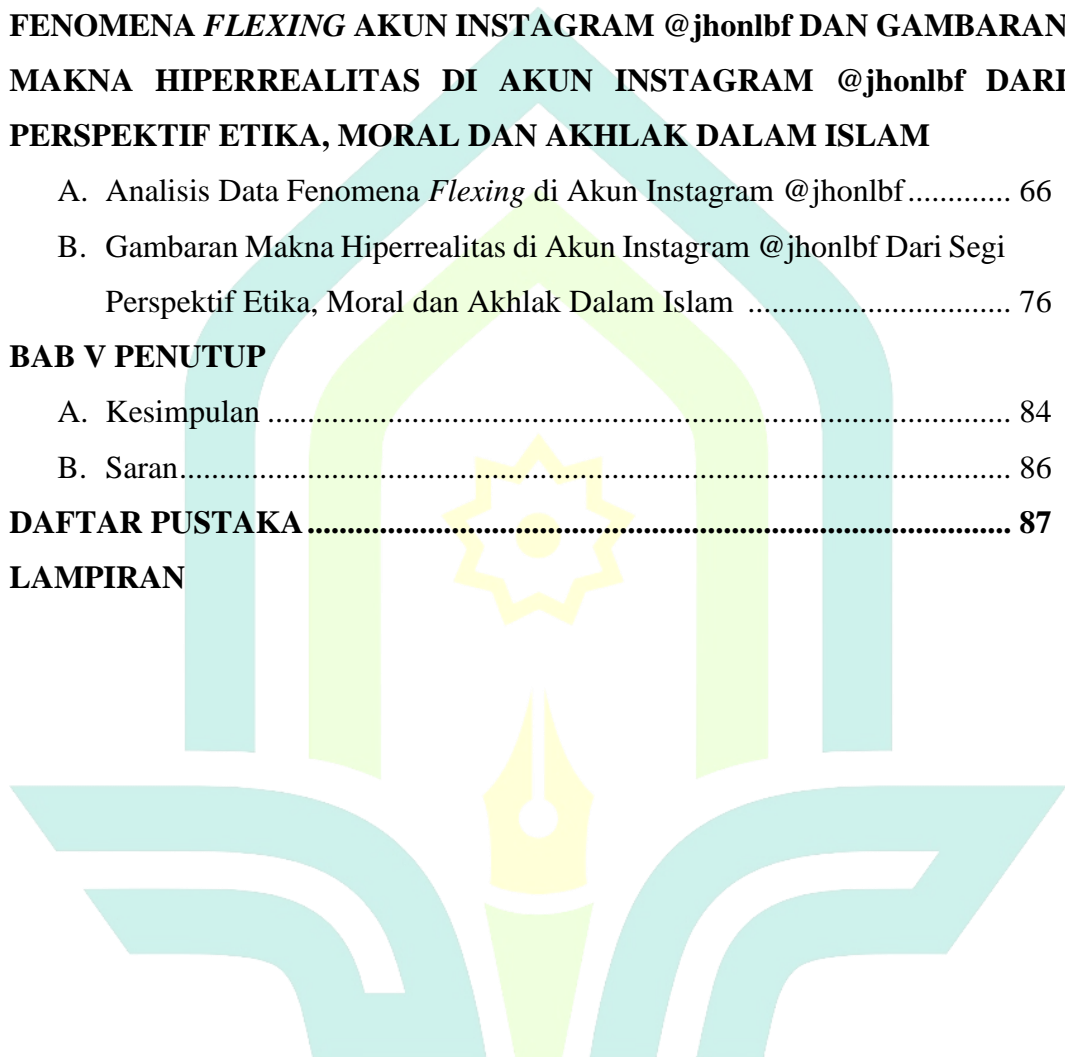 FENOMENA FLEXING AKUN INSTAGRAM @jhonlbf DAN GAMBARAN
MAKNA HIPERREALITAS DI AKUN INSTAGRAM @jhonlbf DARI
PERSPEKTIF ETIKA, MORAL DAN AKHLAK DALAM ISLAM
A. Analisis Data Fenomena Flexing di Akun Instagram @jhonlbf ............. 66
B. Gambaran Makna Hiperrealitas di Akun Instagram @jhonlbf Dari Segi
Perspektif Etika, Moral dan Akhlak Dalam Islam ................................. 76
BAB V PENUTUP
A. Kesimpulan ............................................................................................. 84
B. Saran........................................................................................................ 86
DAFTAR PUSTAKA ........................................................................................ 87
LAMPIRAN